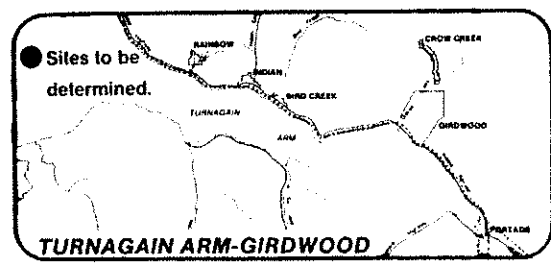 Sites to be
determined.
RAINBOW
INDIAN
BIRD CREEK
CROW CREEK
TURNAGAIN
ARM
GIRDWOOD
PORTAGE
TURNAGAIN ARM-GIRDWOOD